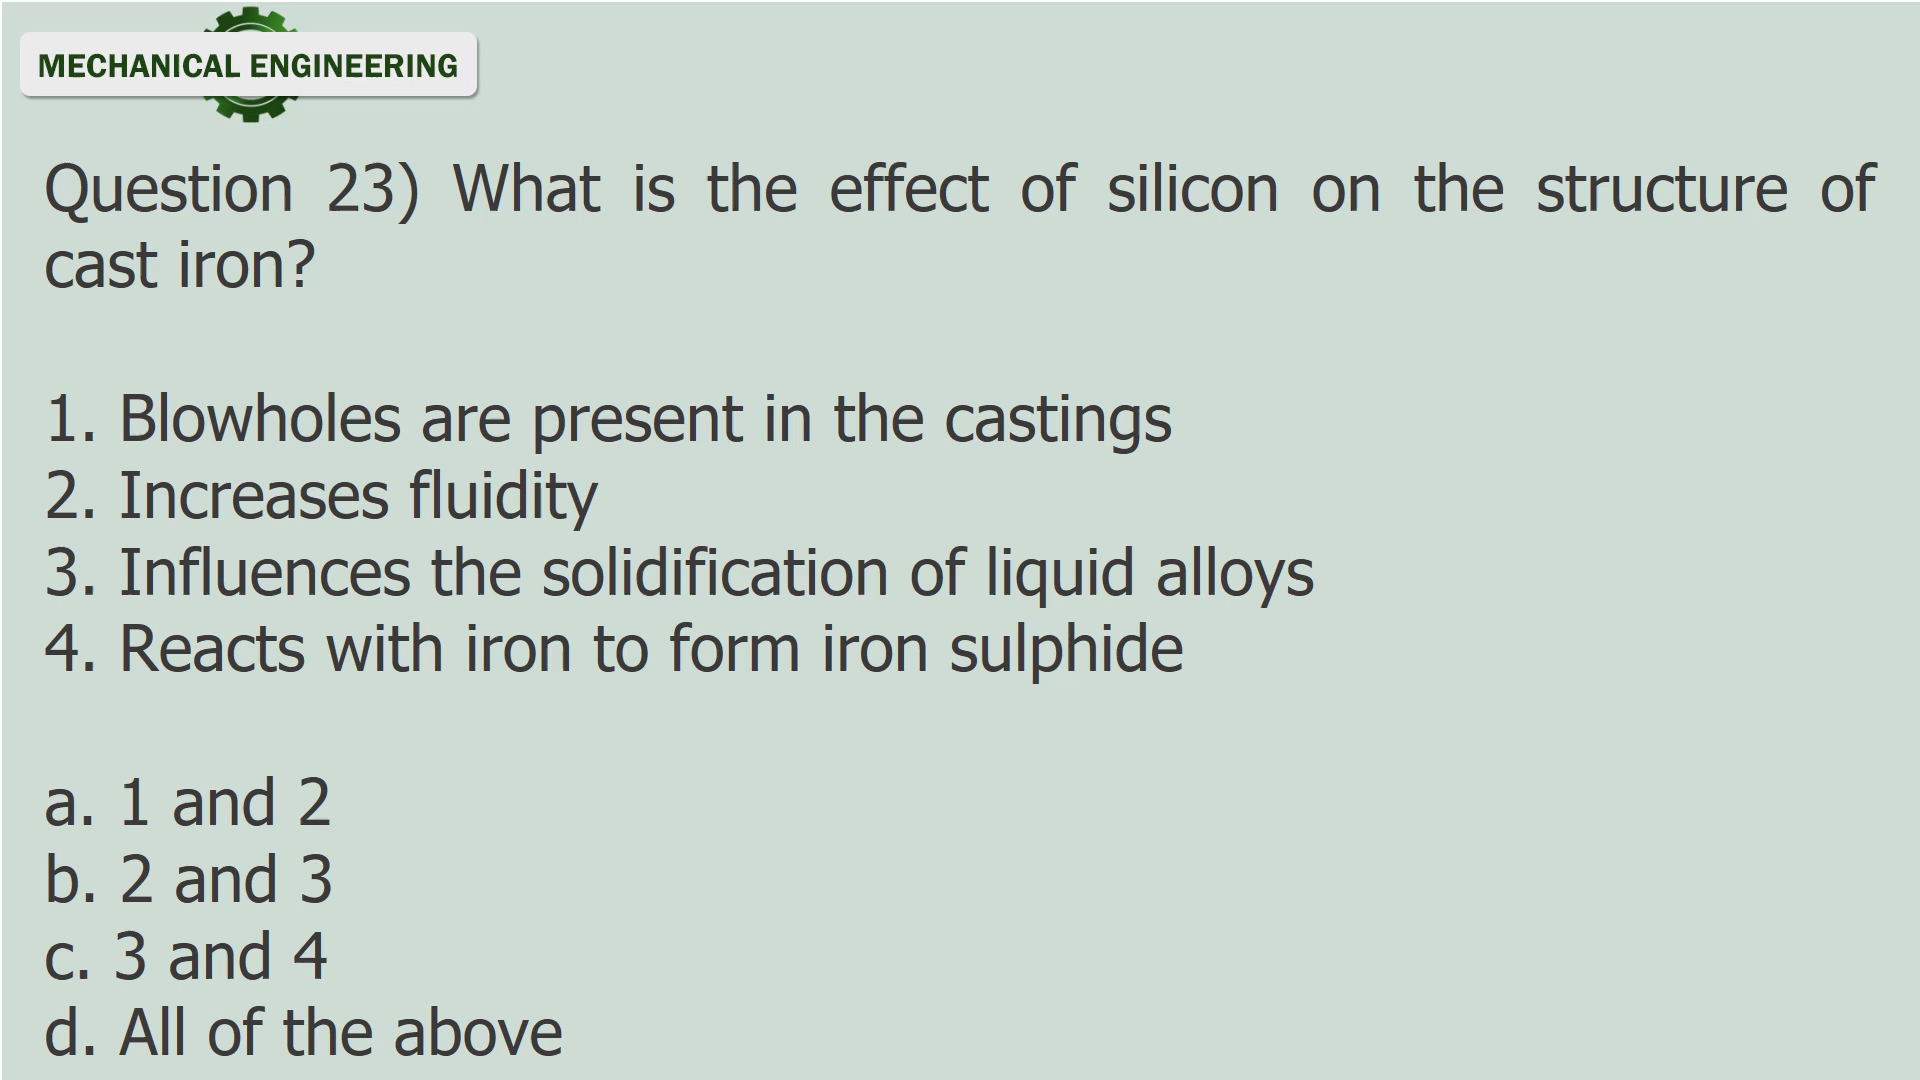 MECHANICAL ENGINEERING
Question 23) What is the effect of silicon on the structure of
cast iron?
1. Blowholes are present in the castings
2. Increases fluidity
3. Influences the solidification of liquid alloys
4. Reacts with iron to form iron sulphide
a. 1 and 2
b. 2 and 3
c. 3 and 4
d. All of the above